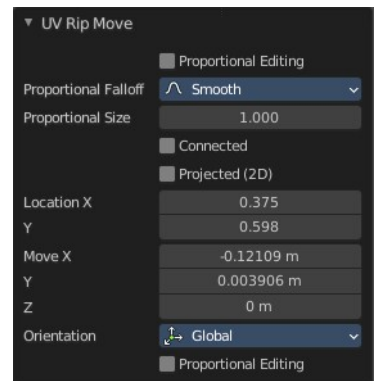 UV Rip Move
Proportional Editing
Proportional Falloff Smooth
Proportional Size 1.000
Connected
Projected (2D)
Location X 0.375
Y 0.598
Move X -0.12109 m
Y 0.003906 m
Z 0 m
Orientation Global
Proportional Editing